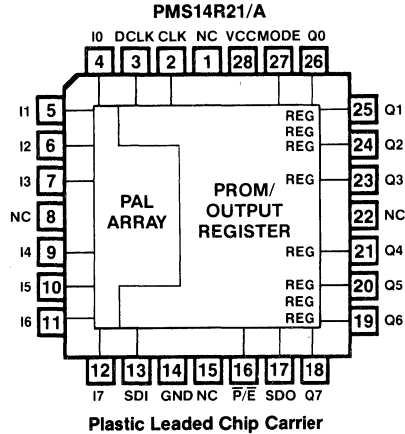 PMS14R21/A
I0 DCLK CLK NC VCC MODE Q0
4 3 2 1 28 27 26
I1 5 REG 25 Q1
REG
I2 6 REG 24 Q2
I3 7 REG 23 Q3
PAL ARRAY
PROM/ OUTPUT REGISTER
NC 8 22 NC
I4 9 REG 21 Q4
I5 10 REG 20 Q5
REG
I6 11 REG 19 Q6
12 13 14 15 16 17 18
I7 SDI GND NC P̅/E̅ SDO Q7
Plastic Leaded Chip Carrier